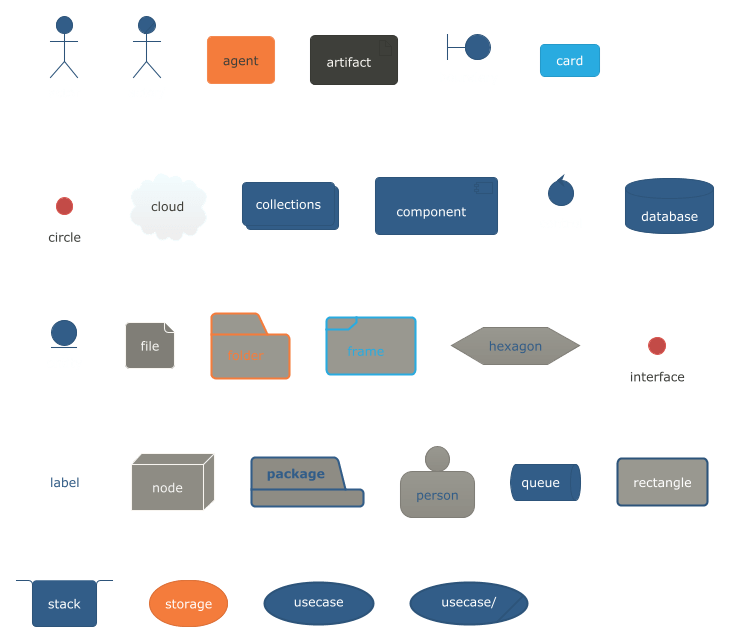 agent
artifact
card
circle
cloud
collections
component
database
file
folder
frame
hexagon
interface
label
node
package
person
queue
rectangle
stack
storage
usecase
usecase/